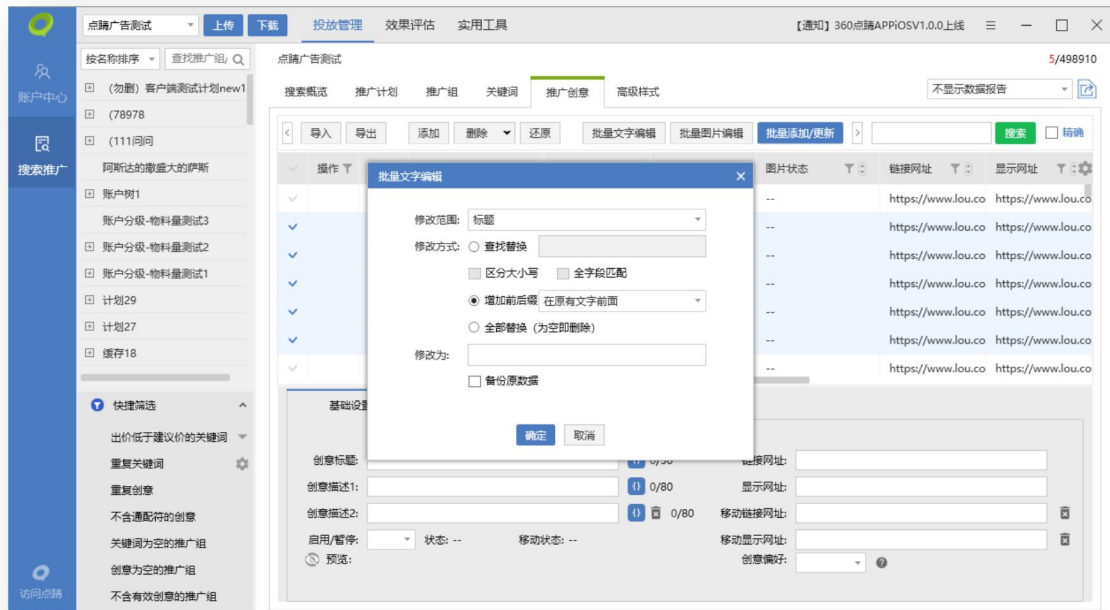 点睛广告测试 上传 下载 投放管理 效果评估 实用工具 【通知】360点睛APPiOSV1.0.0上线
账户中心
搜索推广
访问点睛
按名称排序 查找推广组/
(勿删) 客户端测试计划new1
(78978
(111问问
阿斯达的撒盛大的萨斯
账户树1
账户分级-物料量测试3
账户分级-物料量测试2
账户分级-物料量测试1
计划29
计划27
缓存18
快捷筛选
出价低于建议价的关键词
重复关键词
重复创意
不含通配符的创意
关键词为空的推广组
创意为空的推广组
不含有效创意的推广组
点睛广告测试 5/498910
搜索概览 推广计划 推广组 关键词 推广创意 高级样式 不显示数据报告
导入 导出 添加 删除 还原 批量文字编辑 批量图片编辑 批量添加/更新 搜索 精确
操作 图片状态 链接网址 显示网址
-- https://www.lou.co https://www.lou.co
-- https://www.lou.co https://www.lou.co
-- https://www.lou.co https://www.lou.co
-- https://www.lou.co https://www.lou.co
-- https://www.lou.co https://www.lou.co
-- https://www.lou.co https://www.lou.co
-- https://www.lou.co https://www.lou.co
批量文字编辑
修改范围: 标题
修改方式: 查找替换
区分大小写 全字段匹配
增加前后缀 在原有文字前面
全部替换（为空即删除）
修改为:
备份原数据
确定 取消
基础设
创意标题: 链接网址:
创意描述1: 0/80 显示网址:
创意描述2: 0/80 移动链接网址:
启用/暂停: 状态: -- 移动状态: -- 移动显示网址:
预览: 创意偏好: